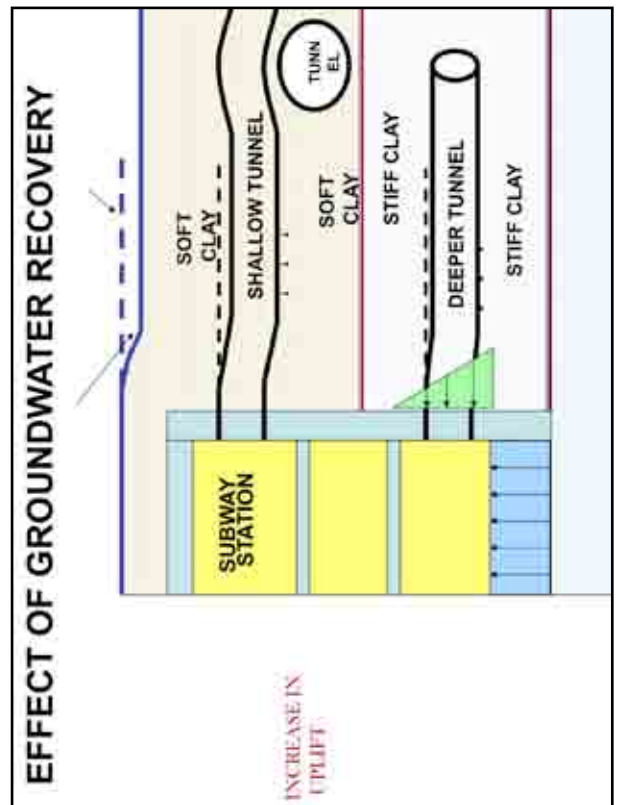 EFFECT OF GROUNDWATER RECOVERY
SOFT
CLAY
SHALLOW TUNNEL
TUNN
EL
SOFT
CLAY
STIFF CLAY
DEEPER TUNNEL
STIFF CLAY
SUBWAY
STATION
INCREASE IN
UPLIFT